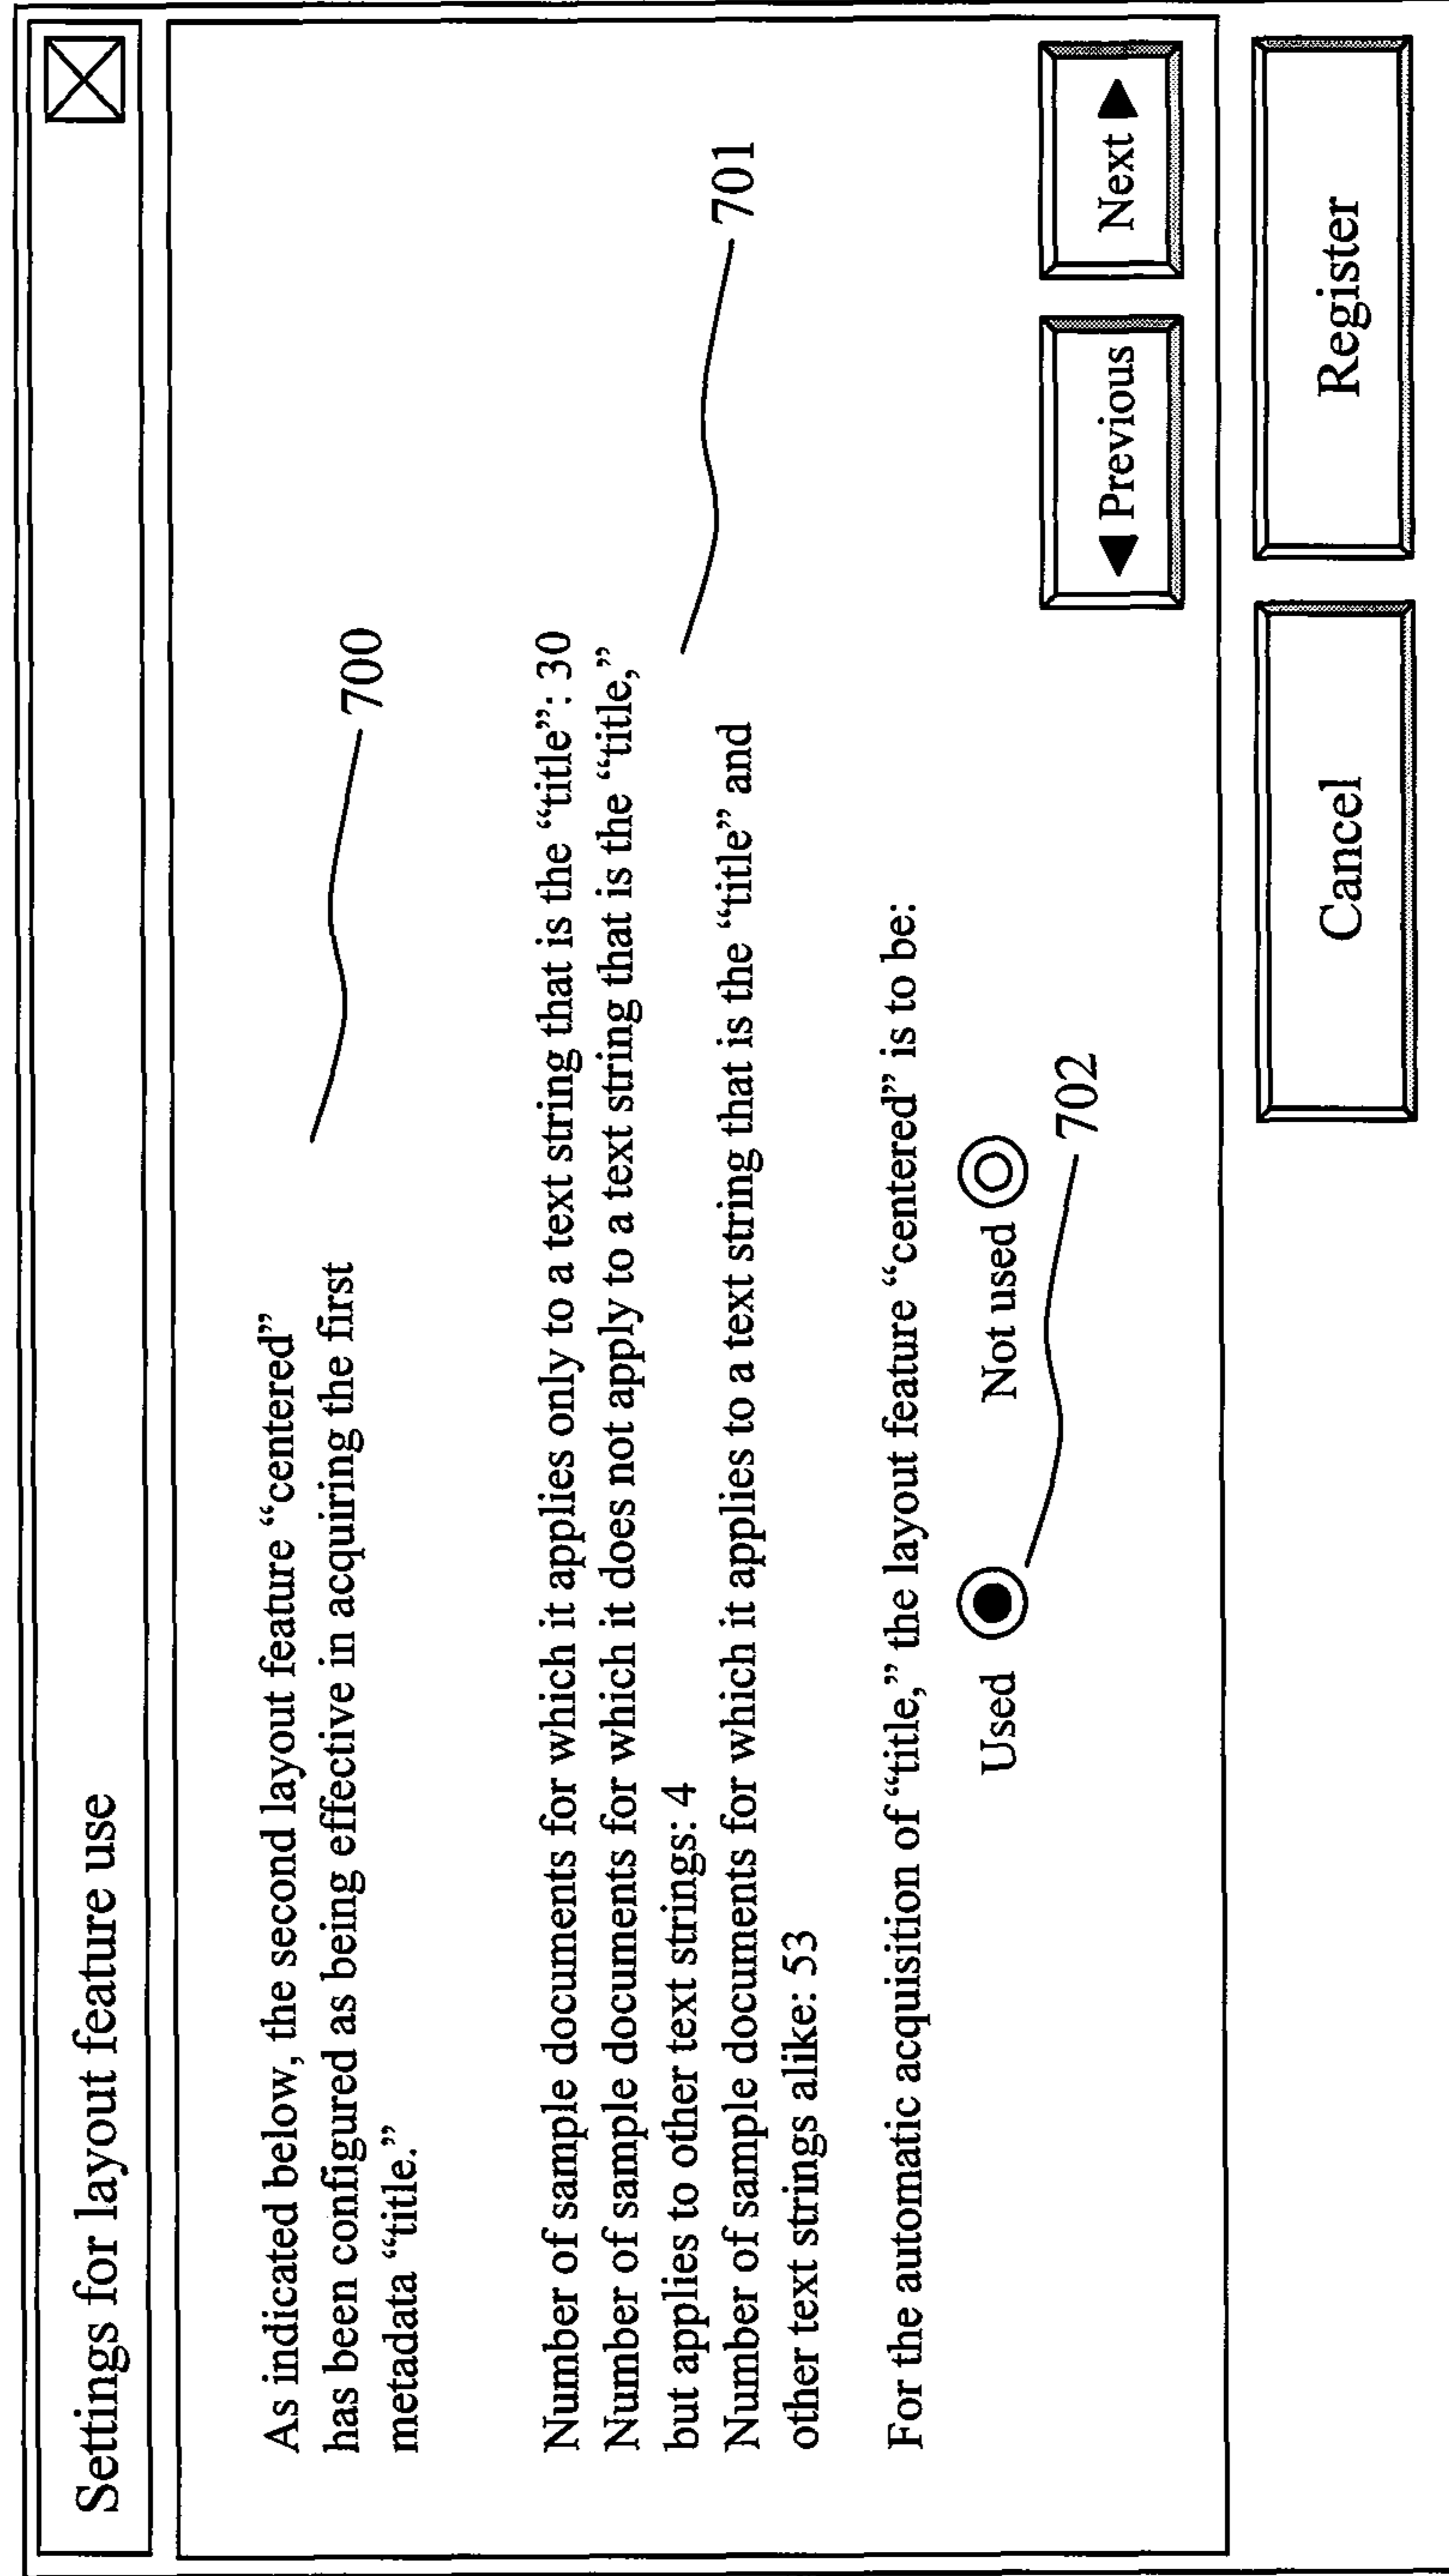 Settings for layout feature use
As indicated below, the second layout feature “centered”
has been configured as being effective in acquiring the first
metadata “title.”
700
Number of sample documents for which it applies only to a text string that is the “title”: 30
Number of sample documents for which it does not apply to a text string that is the “title,”
but applies to other text strings: 4
Number of sample documents for which it applies to a text string that is the “title” and
other text strings alike: 53
701
For the automatic acquisition of “title,” the layout feature “centered” is to be:
Used Not used
702
◀ Previous Next ▶
Cancel Register